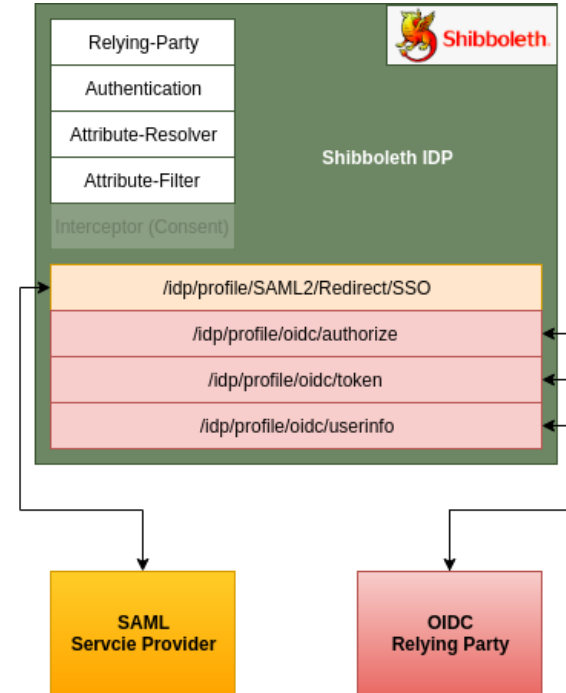 Relying-Party
Shibboleth.
Authentication
Attribute-Resolver
Shibboleth IDP
Attribute-Filter
Interceptor (Consent)
/idp/profile/SAML2/Redirect/SSO
/idp/profile/oidc/authorize
/idp/profile/oidc/token
/idp/profile/oidc/userinfo
SAML
Servcie Provider
OIDC
Relying Party